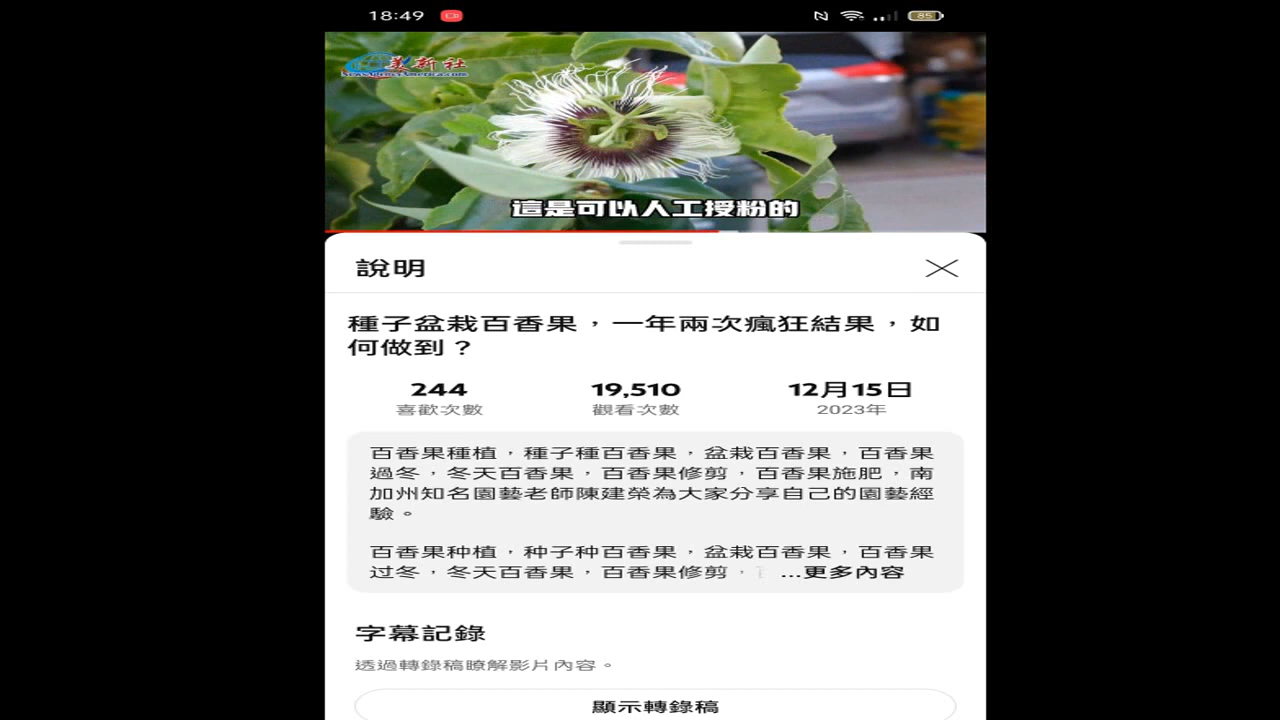 18:49
85
美新社
這是可以人工授粉的
說明
種子盆栽百香果，一年兩次瘋狂結果，如
何做到？
244
19,510
12月15日
喜歡次數
觀看次數
2023年
百香果種植，種子種百香果，盆栽百香果，百香果
過冬，冬天百香果，百香果修剪，百香果施肥，南
加州知名園藝老師陳建榮為大家分享自己的園藝經
驗。
百香果种植，种子种百香果，盆栽百香果，百香果
过冬，冬天百香果，百香果修剪，
...更多內容
字幕記錄
透過轉錄稿瞭解影片內容。
顯示轉錄稿